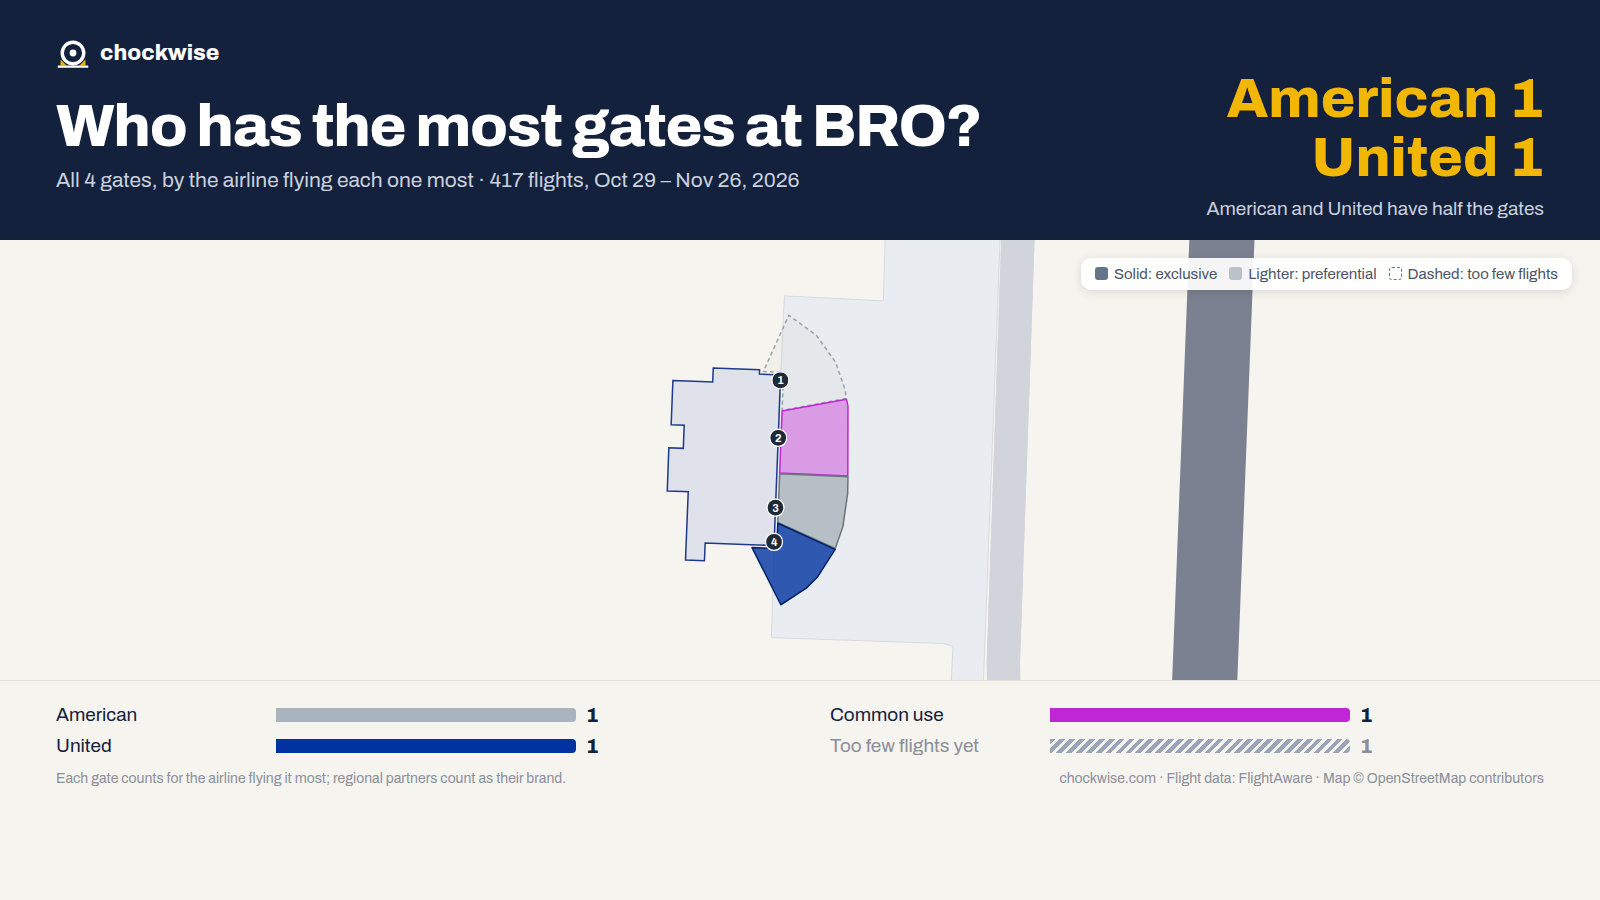 chockwise
Who has the most gates at BRO?
All 4 gates, by the airline flying each one most · 417 flights, Oct 29 – Nov 26, 2026
American 1
United 1
American and United have half the gates
Solid: exclusive Lighter: preferential Dashed: too few flights
1
2
3
4
American 1
United 1
Common use 1
Too few flights yet 1
Each gate counts for the airline flying it most; regional partners count as their brand.
chockwise.com · Flight data: FlightAware · Map © OpenStreetMap contributors